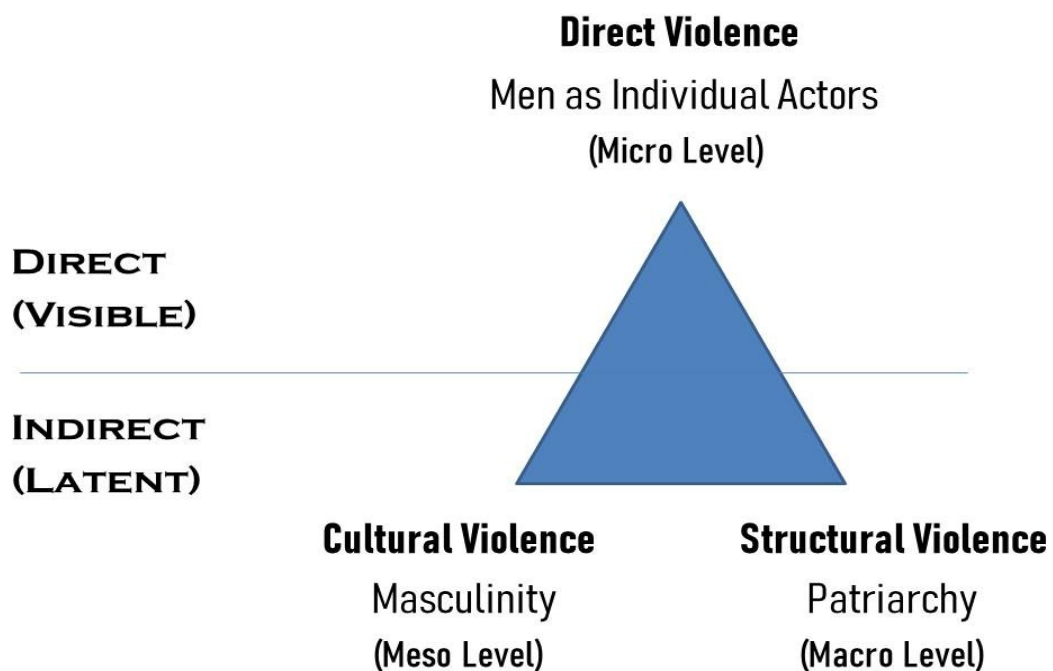 Direct Violence
Men as Individual Actors
(Micro Level)
DIRECT
(VISIBLE)
INDIRECT
(LATENT)
Cultural Violence
Masculinity
(Meso Level)
Structural Violence
Patriarchy
(Macro Level)